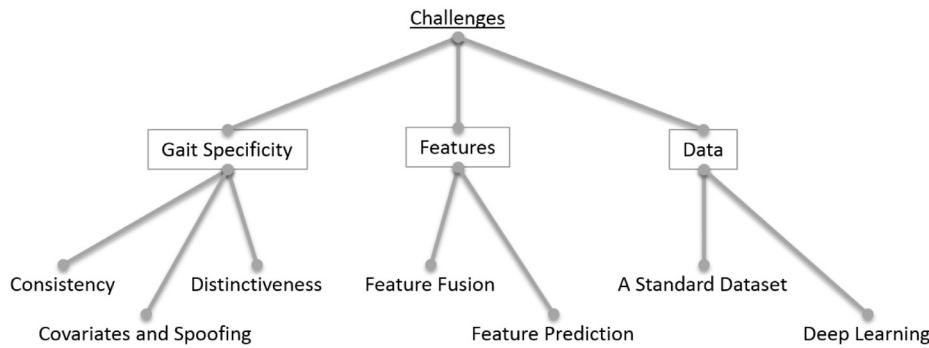 Challenges
Gait Specificity
Features
Data
Consistency
Distinctiveness
Feature Fusion
A Standard Dataset
Covariates and Spoofing
Feature Prediction
Deep Learning